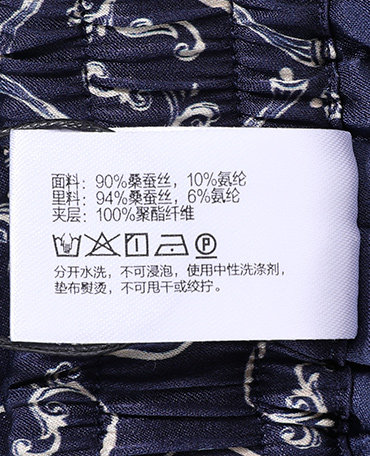 面料：90%桑蚕丝，10%氨纶
里料：94%桑蚕丝，6%氨纶
夹层：100%聚酯纤维
P
分开水洗，不可浸泡，使用中性洗涤剂，
垫布熨烫，不可甩干或绞拧。